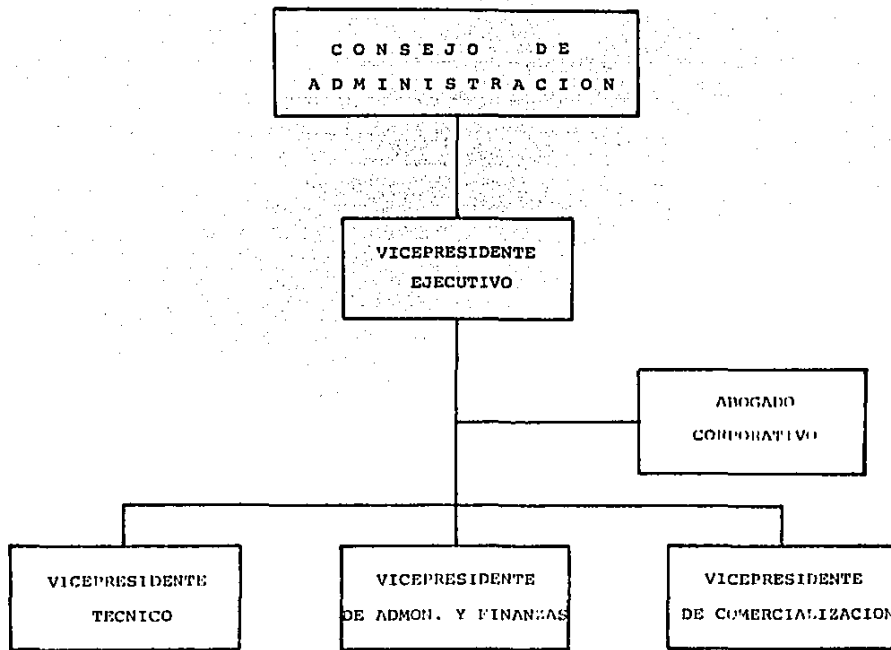 CONSEJO DE
ADMINISTRACION
VICEPRESIDENTE
EJECUTIVO
ABOGADO
CORPORATIVO
VICEPRESIDENTE
TECNICO
VICEPRESIDENTE
DE ADMON. Y FINANZAS
VICEPRESIDENTE
DE COMERCIALIZACION